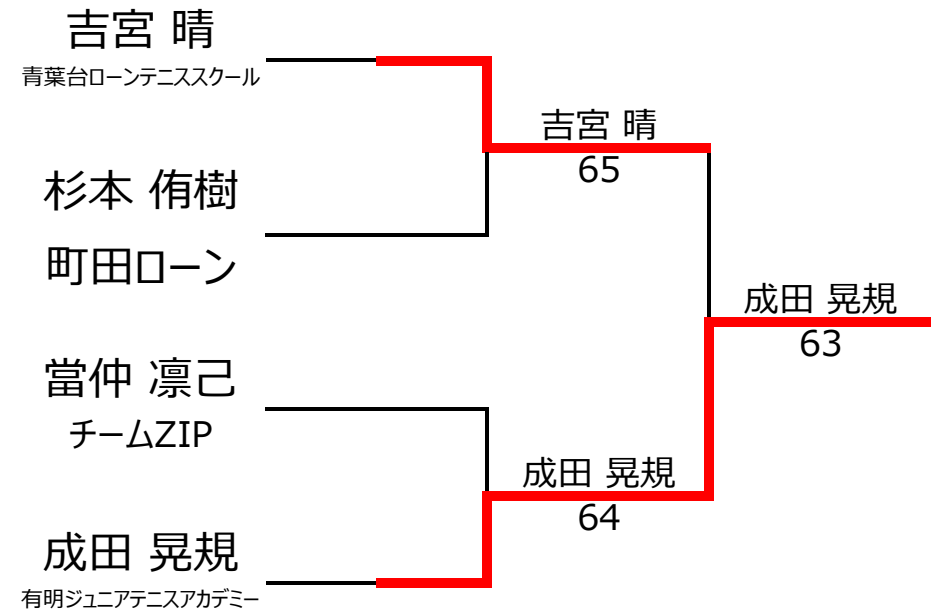 吉宮 晴
青葉台ローンテニススクール
杉本 侑樹
町田ローン
當仲 凛己
チームZIP
成田 晃規
有明ジュニアテニスアカデミー
吉宮 晴
65
成田 晃規
64
成田 晃規
63